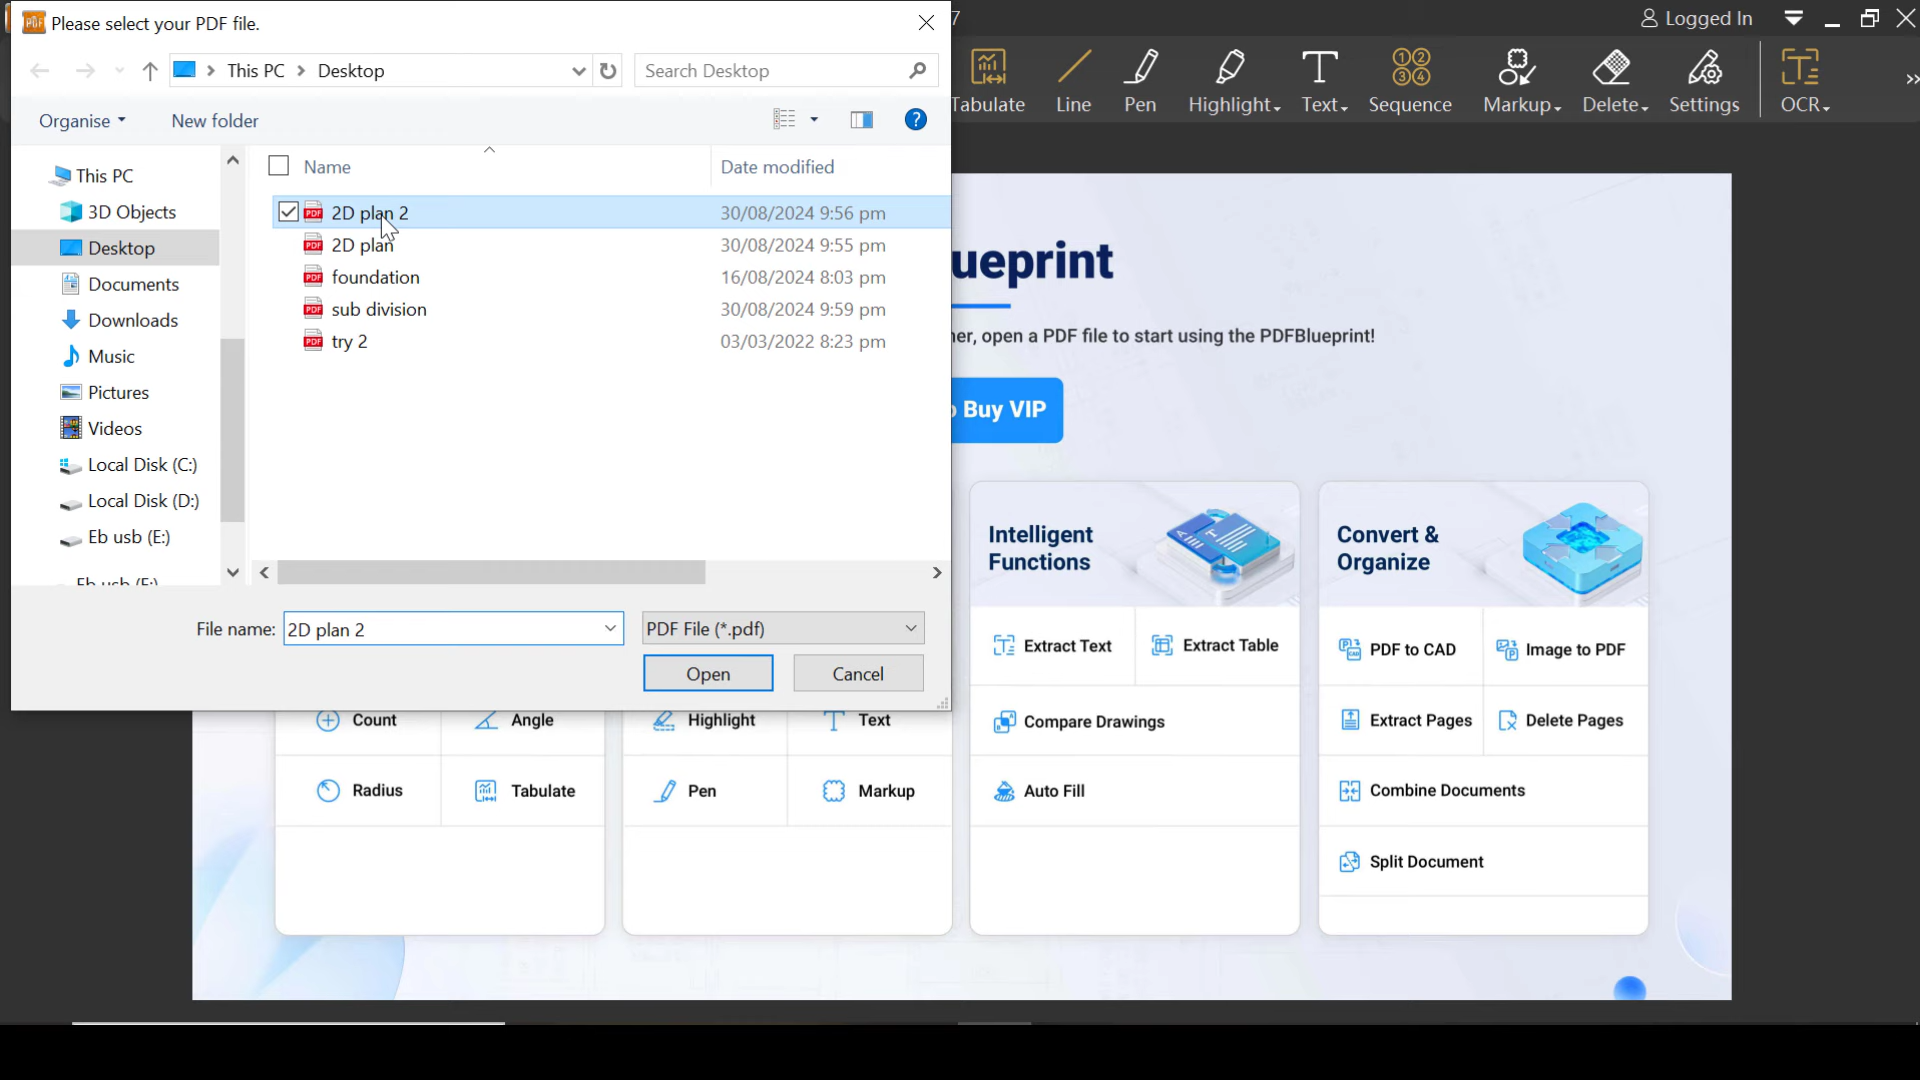 Please select your PDF file.
7
Logged In
This PC
Desktop
Search Desktop
Tabulate
Line
Pen
Highlight
Text
Sequence
Markup
Delete
Settings
OCR
Organise
New folder
Name
Date modified
This PC
3D Objects
Desktop
Documents
Downloads
Music
Pictures
Videos
Local Disk (C:)
Local Disk (D:)
Eb usb (E:)
Eb usb (E:)
2D plan 2 30/08/2024 9:56 pm
2D plan 30/08/2024 9:55 pm
foundation 16/08/2024 8:03 pm
sub division 30/08/2024 9:59 pm
try 2 03/03/2022 8:23 pm
File name: 2D plan 2
PDF File (*.pdf)
Open
Cancel
ueprint
er, open a PDF file to start using the PDFBlueprint!
o Buy VIP
Count
Angle
Radius
Tabulate
Highlight
Text
Pen
Markup
Intelligent
Functions
Extract Text
Extract Table
Compare Drawings
Auto Fill
Convert &
Organize
PDF to CAD
Image to PDF
Extract Pages
Delete Pages
Combine Documents
Split Document